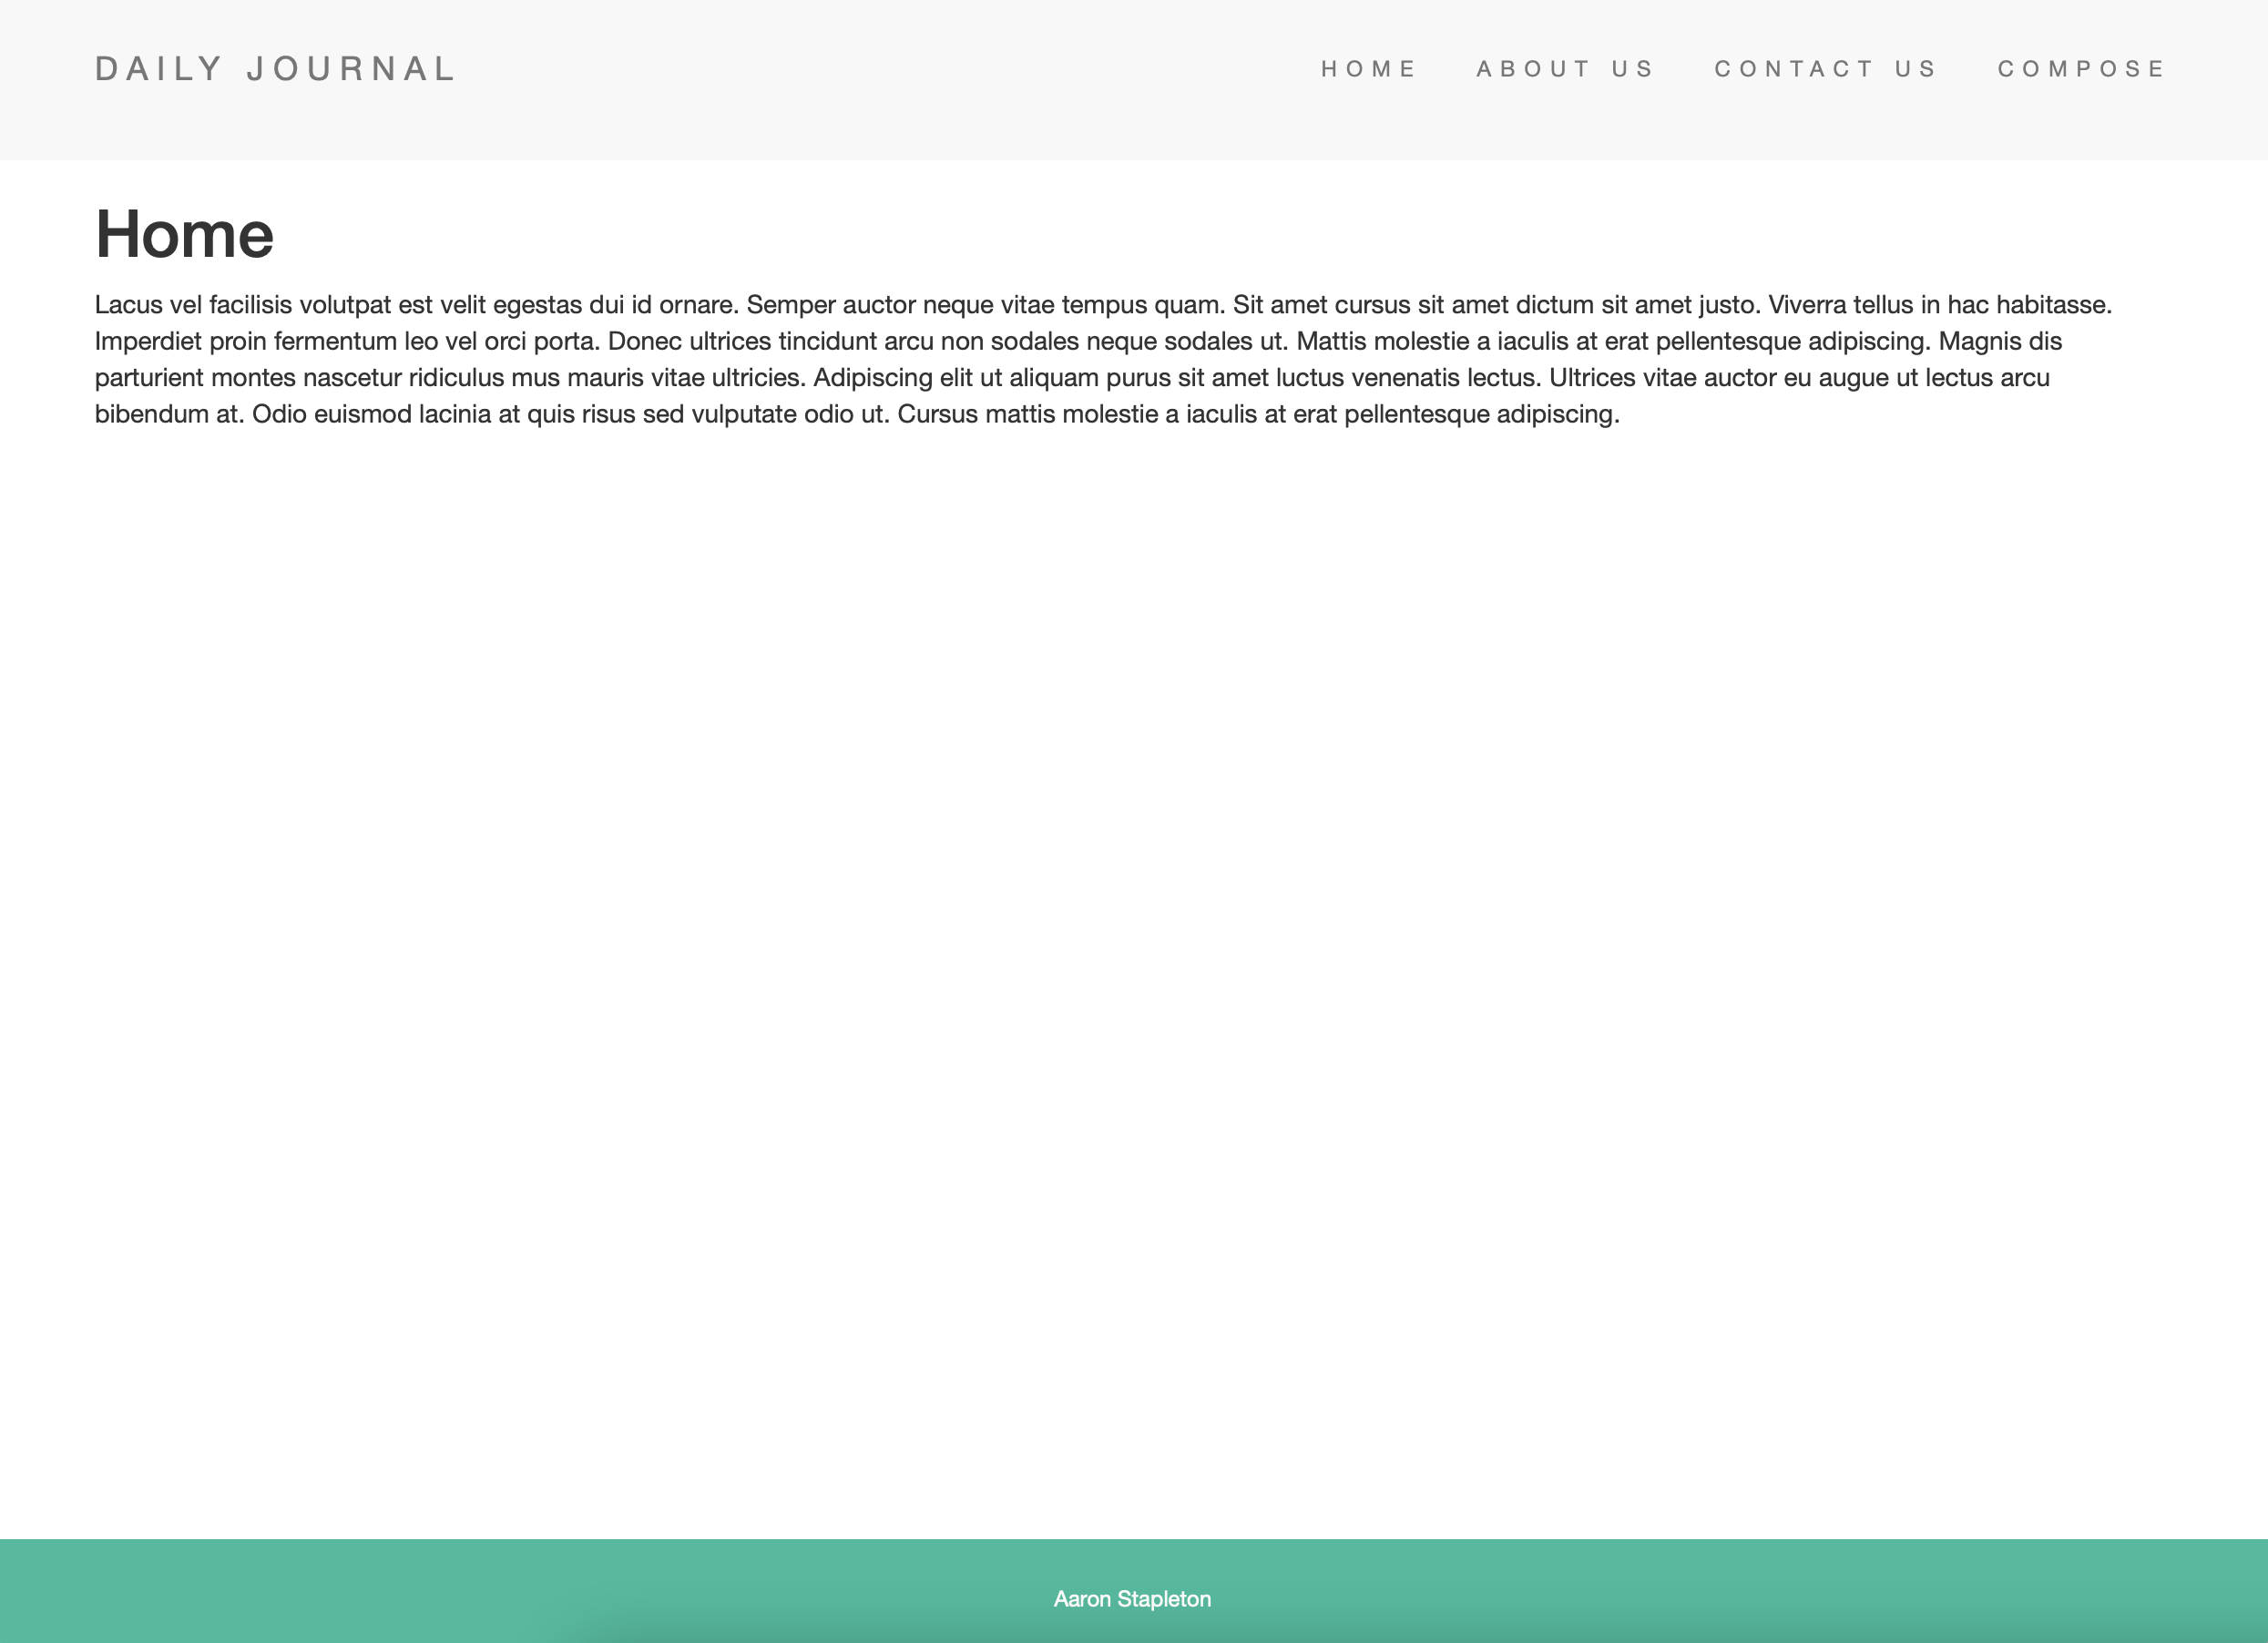 DAILY JOURNAL
HOME ABOUT US CONTACT US COMPOSE
Home
Lacus vel facilisis volutpat est velit egestas dui id ornare. Semper auctor neque vitae tempus quam. Sit amet cursus sit amet dictum sit amet justo. Viverra tellus in hac habitasse.
Imperdiet proin fermentum leo vel orci porta. Donec ultrices tincidunt arcu non sodales neque sodales ut. Mattis molestie a iaculis at erat pellentesque adipiscing. Magnis dis
parturient montes nascetur ridiculus mus mauris vitae ultricies. Adipiscing elit ut aliquam purus sit amet luctus venenatis lectus. Ultrices vitae auctor eu augue ut lectus arcu
bibendum at. Odio euismod lacinia at quis risus sed vulputate odio ut. Cursus mattis molestie a iaculis at erat pellentesque adipiscing.
Aaron Stapleton